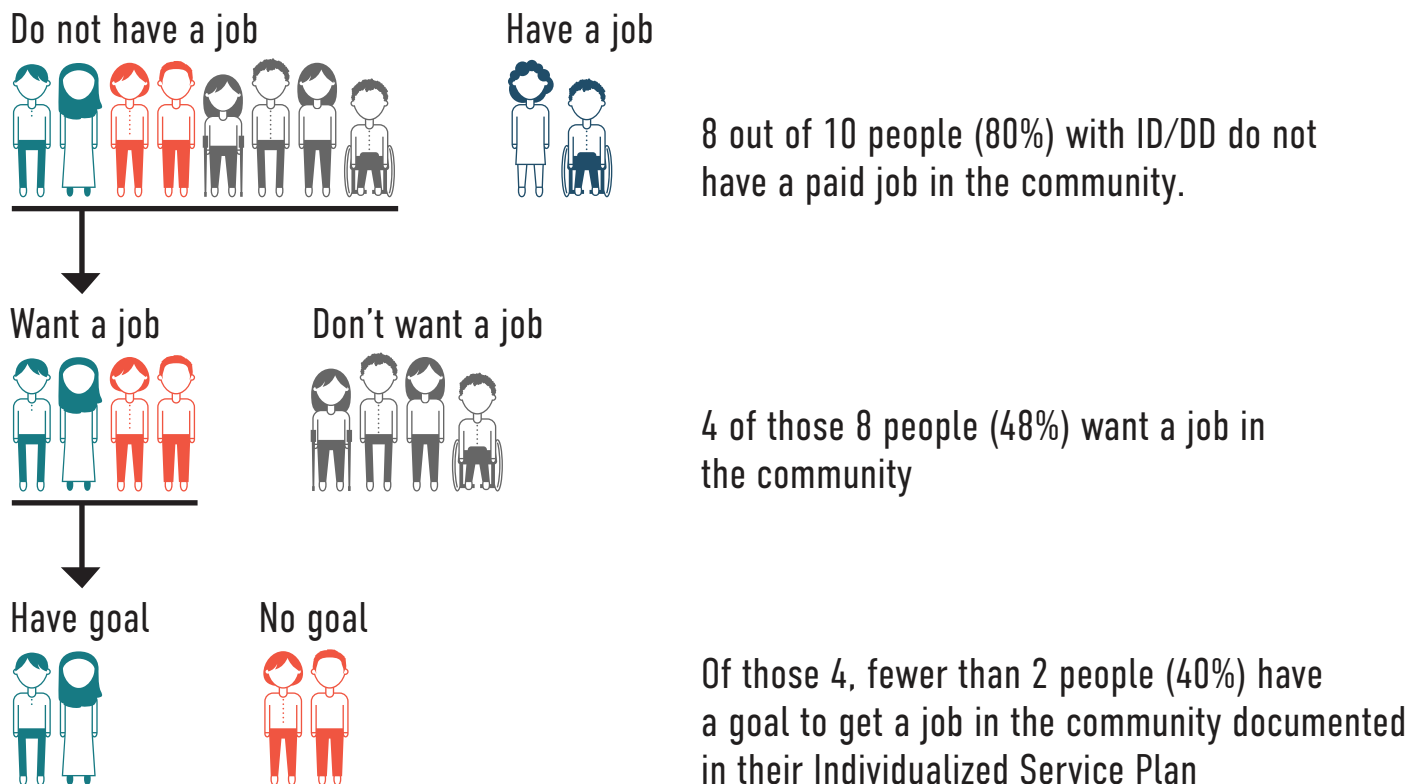 Do not have a job
Have a job
8 out of 10 people (80%) with ID/DD do not
have a paid job in the community.
Want a job
Don't want a job
4 of those 8 people (48%) want a job in
the community
Have goal
No goal
Of those 4, fewer than 2 people (40%) have
a goal to get a job in the community documented
in their Individualized Service Plan